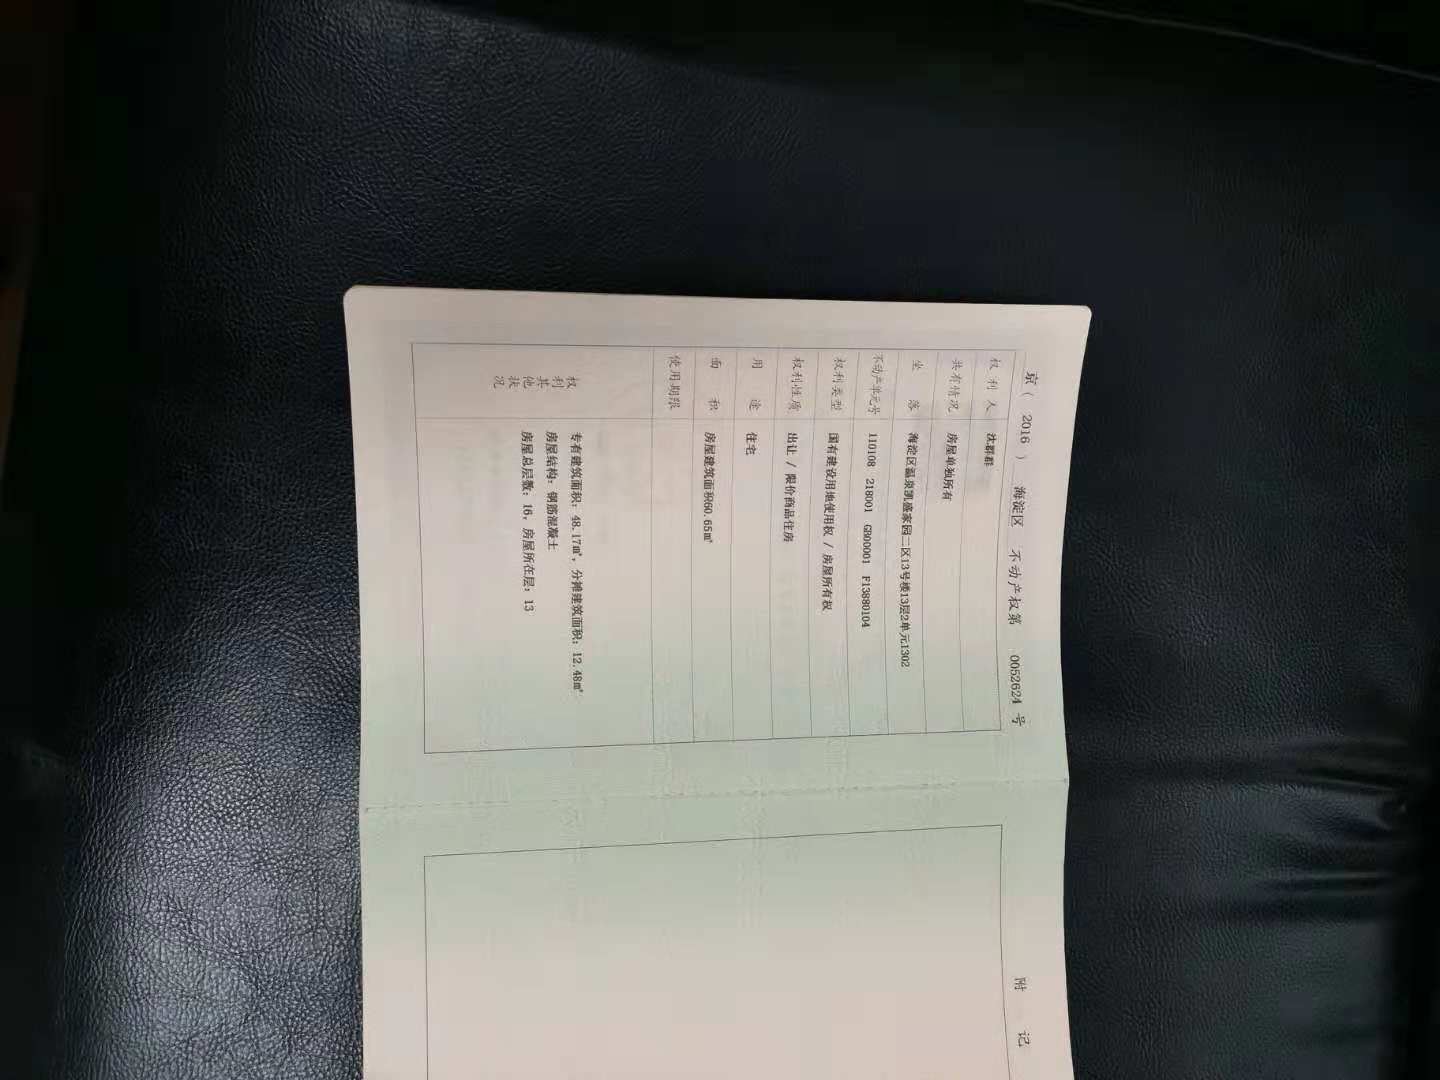 京（ 2016 ） 海淀区 不动产权第 0052624 号
权利人 沈群群
共有情况 房屋单独所有
坐落 海淀区温泉凯盛家园二区13号楼13层2单元1302
不动产单元号 110108 218001 GB00001 F13880104
权利类型 国有建设用地使用权 / 房屋所有权
权利性质 出让 / 限价商品住房
用途 住宅
面积 房屋建筑面积60.65㎡
使用期限
权利其他状况
专有建筑面积：48.17㎡，分摊建筑面积：12.48㎡
房屋结构：钢筋混凝土
房屋总层数：16，房屋所在层：13
附 记